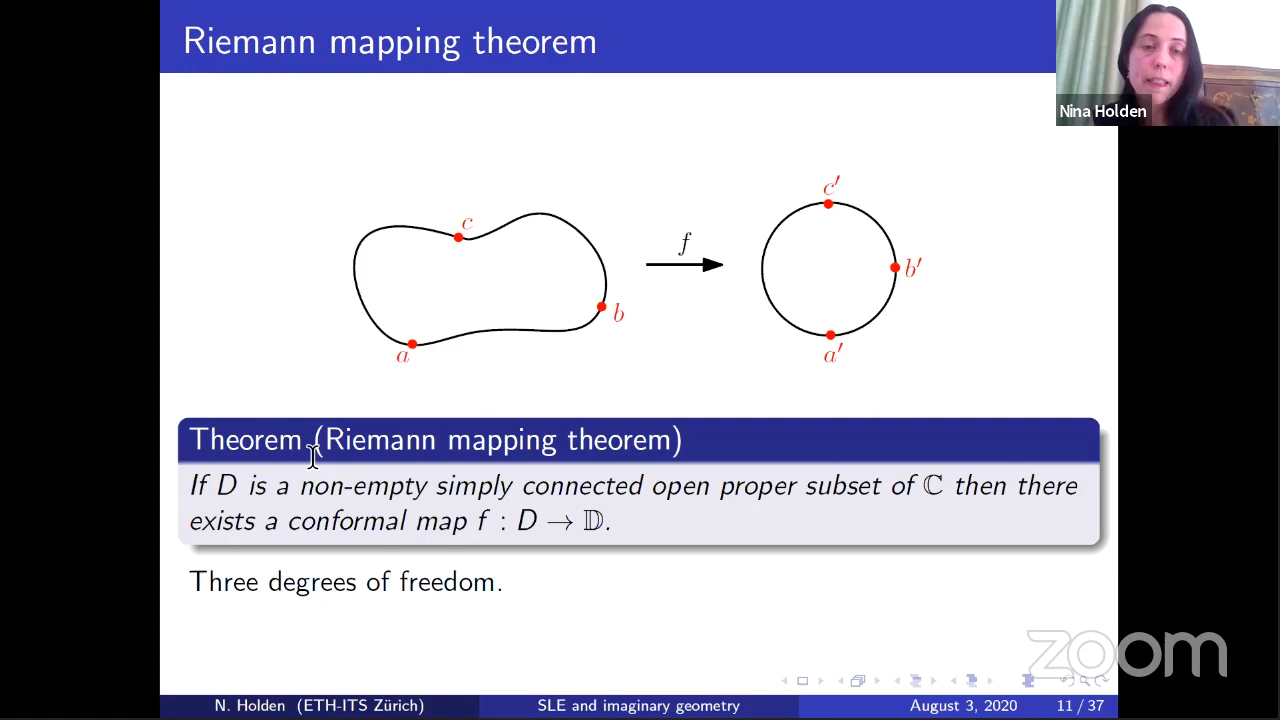 Riemann mapping theorem
Nina Holden
c
c′
f
b′
b
a
a′
Theorem (Riemann mapping theorem)
If D is a non-empty simply connected open proper subset of ℂ then there
exists a conformal map f : D → 𝔻.
Three degrees of freedom.
zoom
N. Holden (ETH-ITS Zürich)
SLE and imaginary geometry
August 3, 2020
11 / 37